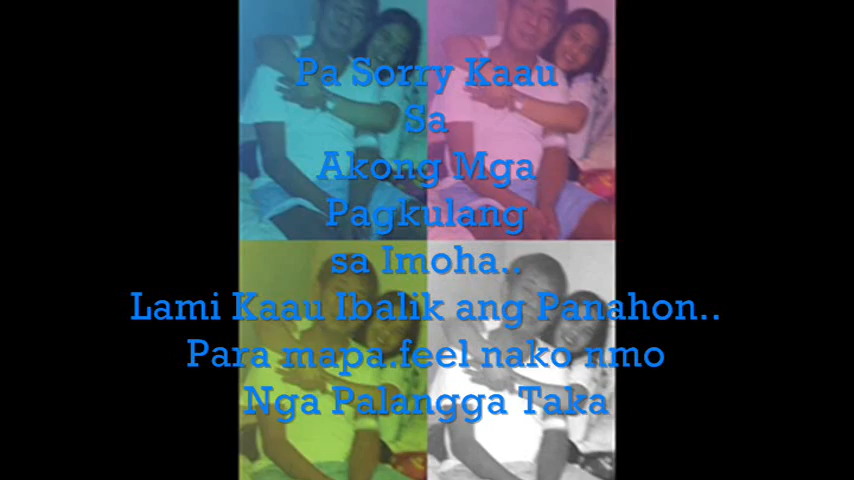 Pa Sorry Kaau
Sa
Akong Mga
Pagkulang
sa Imoha..
Lami Kaau Ibalik ang Panahon..
Para mapa.feel nako nmo
Nga Palangga Taka